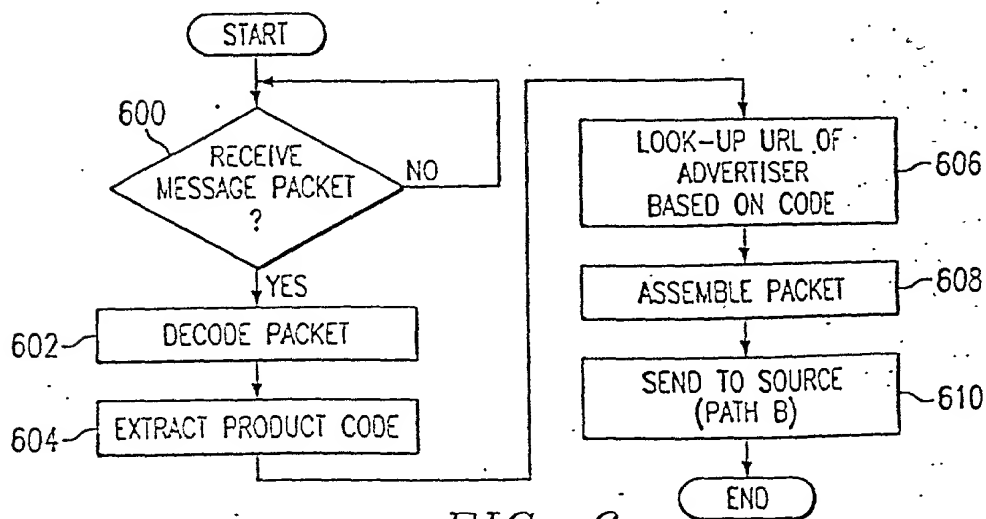 START
600
RECEIVE
MESSAGE PACKET
?
NO
YES
DECODE PACKET
602
EXTRACT PRODUCT CODE
604
LOOK-UP URL OF
ADVERTISER
BASED ON CODE
606
ASSEMBLE PACKET
608
SEND TO SOURCE
(PATH B)
610
END
FIG.